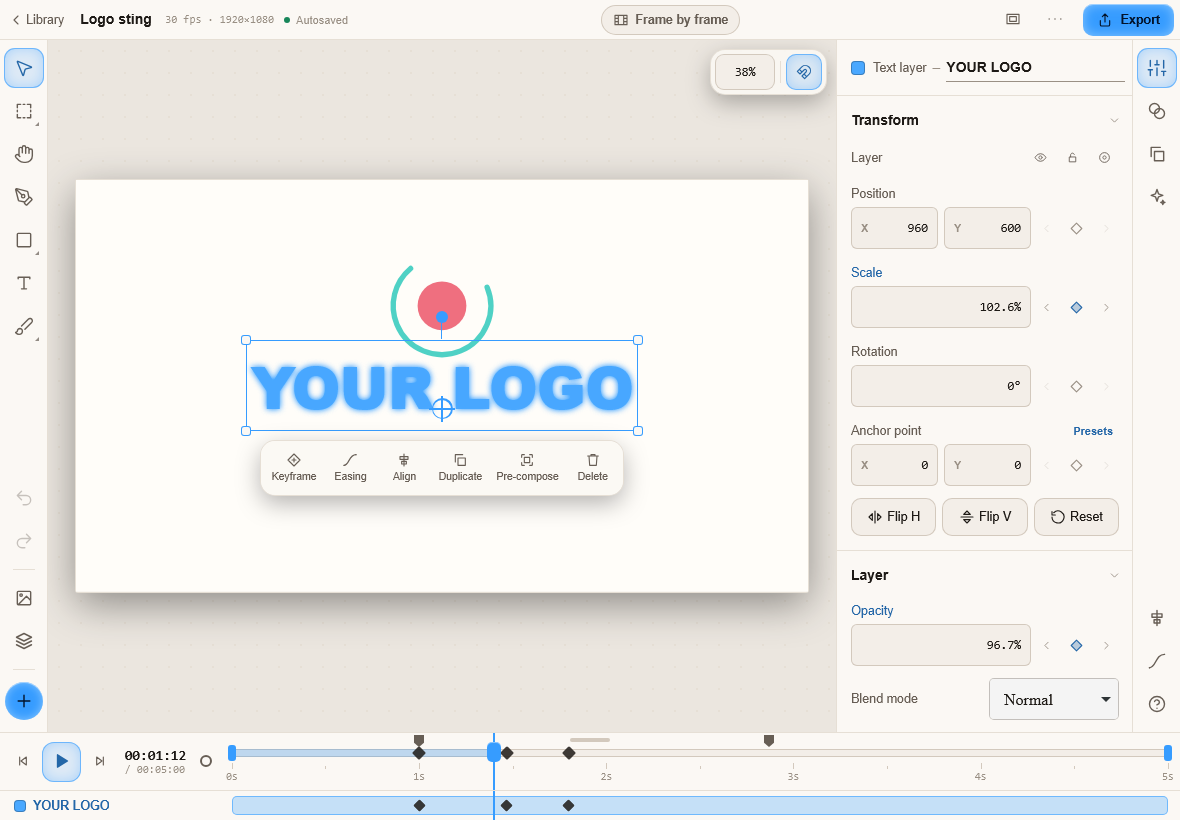 Library
Logo sting
30 fps · 1920×1080
Autosaved
Frame by frame
Export
38%
Text layer – YOUR LOGO
Transform
Layer
Position
X 960
Y 600
Scale
102.6%
Rotation
0°
Anchor point
Presets
X 0
Y 0
Flip H
Flip V
Reset
Layer
Opacity
96.7%
Blend mode
Normal
YOUR LOGO
Keyframe
Easing
Align
Duplicate
Pre-compose
Delete
00:01:12
/ 00:05:00
0s
1s
2s
3s
4s
5s
YOUR LOGO